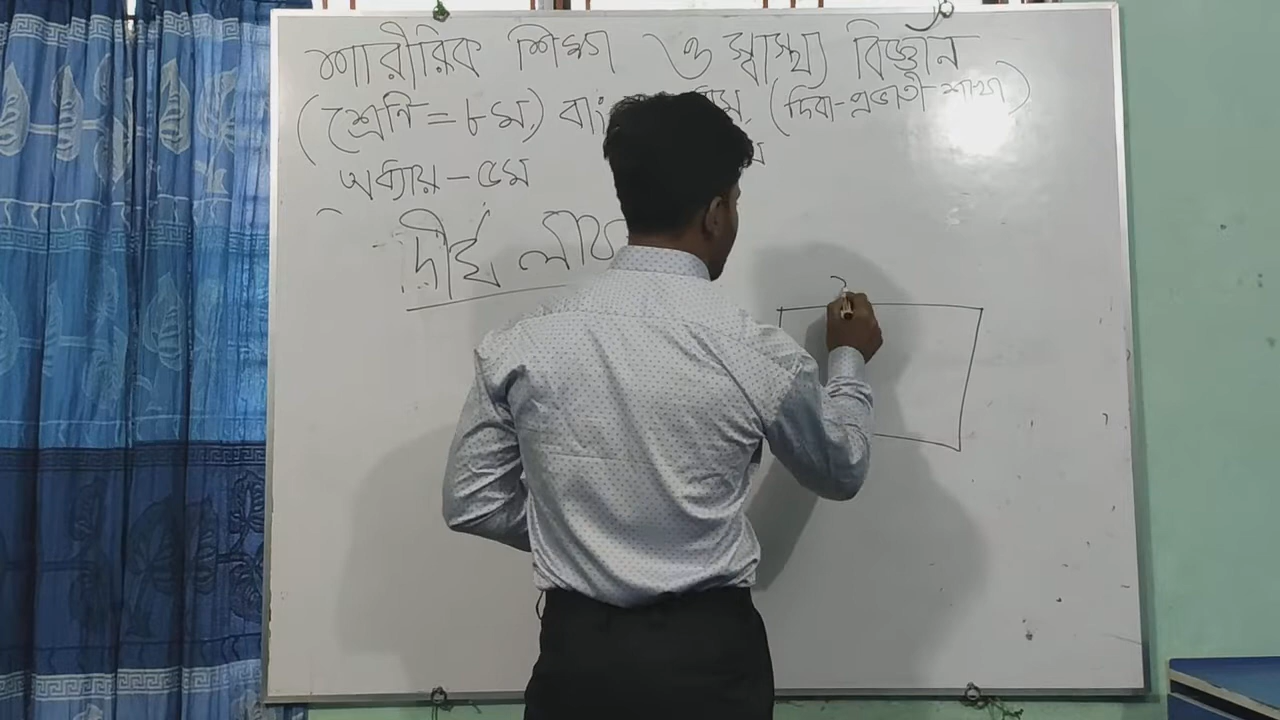 শারীরিক শিক্ষা ও স্বাস্থ্য বিজ্ঞান
(শ্রেণি = ৮ম) বাং (দিবা-প্রভাতী-শাখা)
অধ্যায় - ৫ম
দীর্ঘ